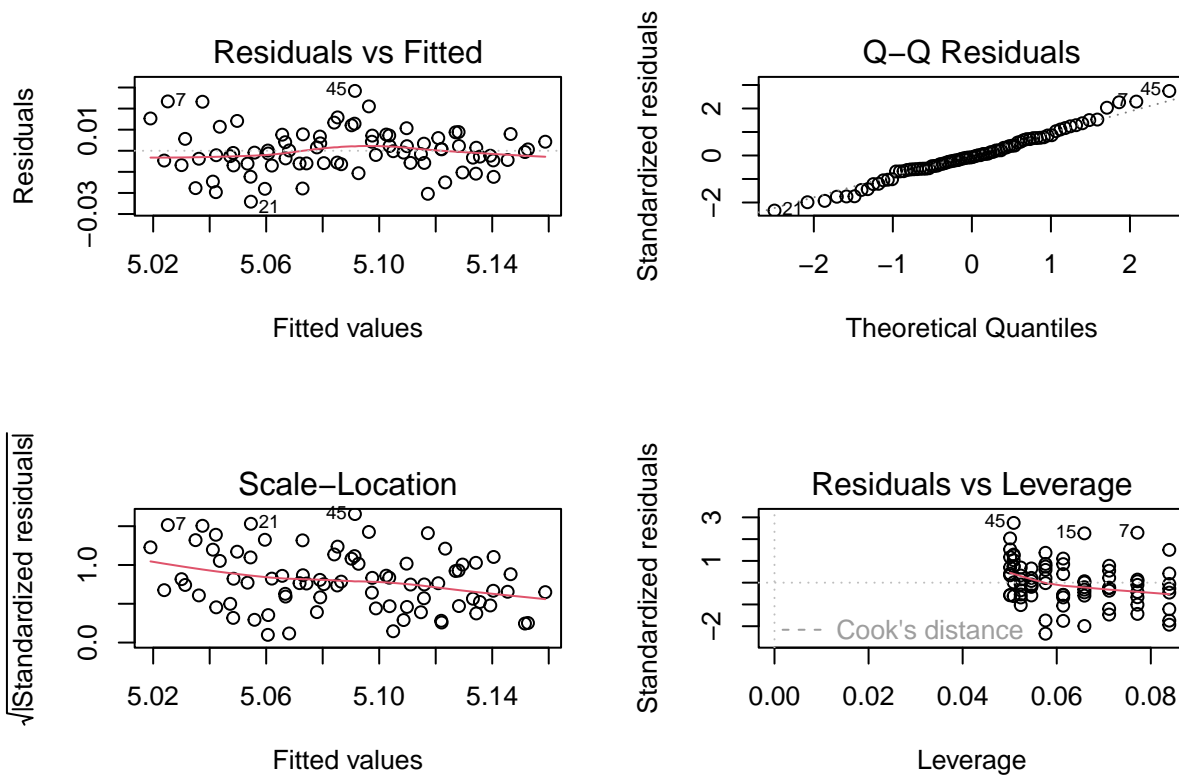 Residuals vs Fitted
Residuals
0.01
−0.03
45
7
21
5.02 5.06 5.10 5.14
Fitted values
Q−Q Residuals
Standardized residuals
2
0
−2
7 45
21
−2 −1 0 1 2
Theoretical Quantiles
Scale−Location
√|Standardized residuals|
1.0
0.0
45
7 21
5.02 5.06 5.10 5.14
Fitted values
Residuals vs Leverage
Standardized residuals
3
1
−2
45 15 7
Cook's distance
0.00 0.02 0.04 0.06 0.08
Leverage